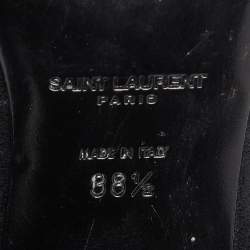 SAINT LAURENT
PARIS
MADE IN ITALY
38½